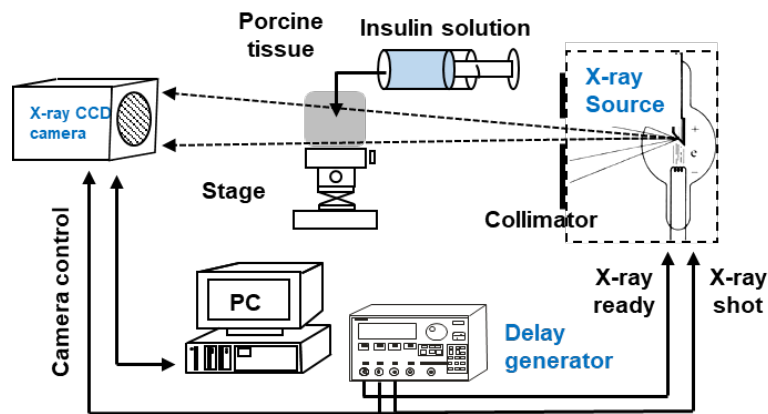 Porcine
tissue
Insulin solution
X-ray CCD
camera
X-ray
Source
+
e
−
Stage
Collimator
Camera control
PC
Delay
generator
X-ray
ready
X-ray
shot